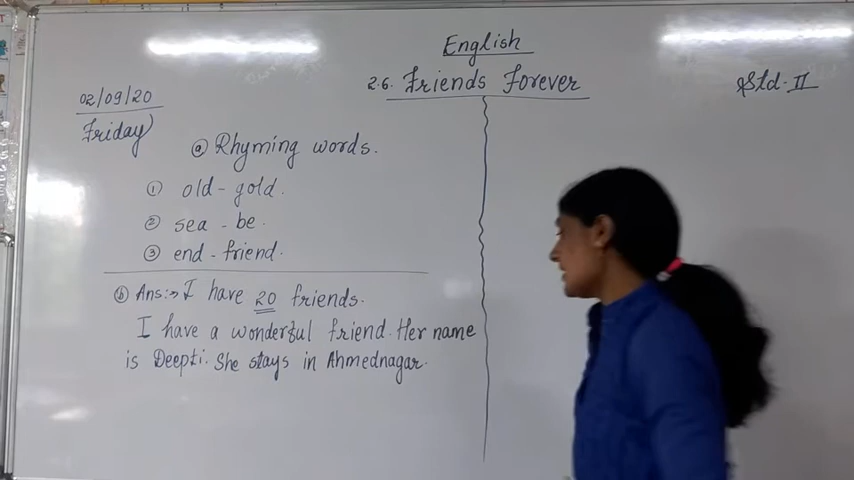 English
2.6. Friends Forever
Std-II
02/09/20
Friday
ⓐ Rhyming words.
① old - gold.
② sea - be.
③ end - friend.
ⓑ Ans:→ I have 20 friends.
I have a wonderful friend. Her name
is Deepti. She stays in Ahmednagar.